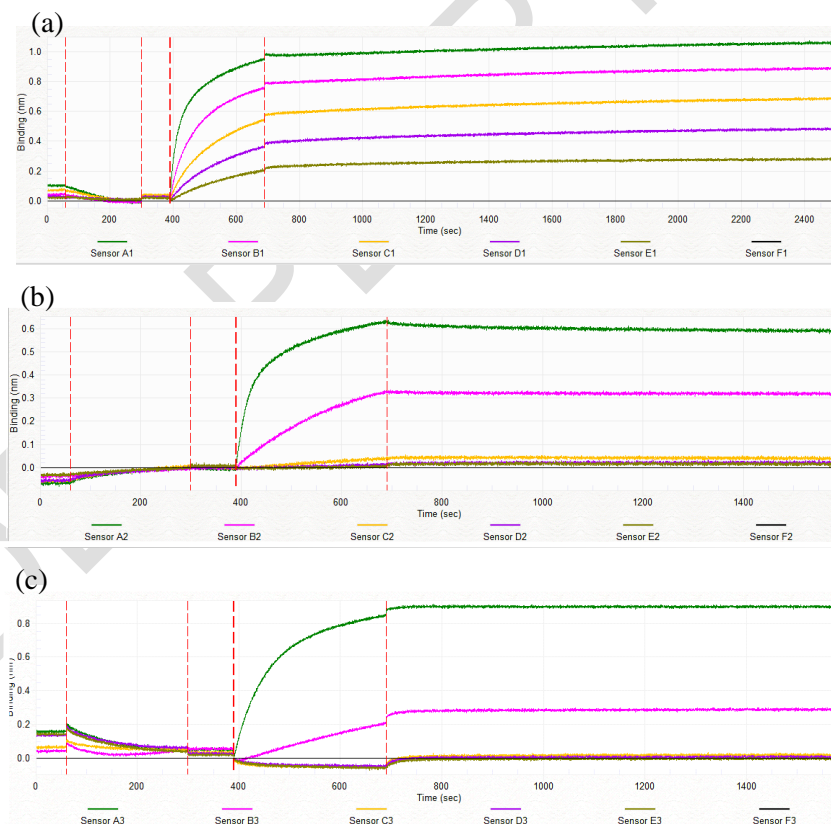 (a)
Binding (nm)
1.0
0.8
0.6
0.4
0.2
0.0
0 200 400 600 800 1000 1200 1400 1600 1800 2000 2200 2400
Time (sec)
Sensor A1 Sensor B1 Sensor C1 Sensor D1 Sensor E1 Sensor F1
(b)
Binding (nm)
0.6
0.5
0.4
0.3
0.2
0.1
0.0
0 200 400 600 800 1000 1200 1400
Time (sec)
Sensor A2 Sensor B2 Sensor C2 Sensor D2 Sensor E2 Sensor F2
(c)
Binding (nm)
0.8
0.6
0.4
0.2
0.0
0 200 400 600 800 1000 1200 1400
Time (sec)
Sensor A3 Sensor B3 Sensor C3 Sensor D3 Sensor E3 Sensor F3